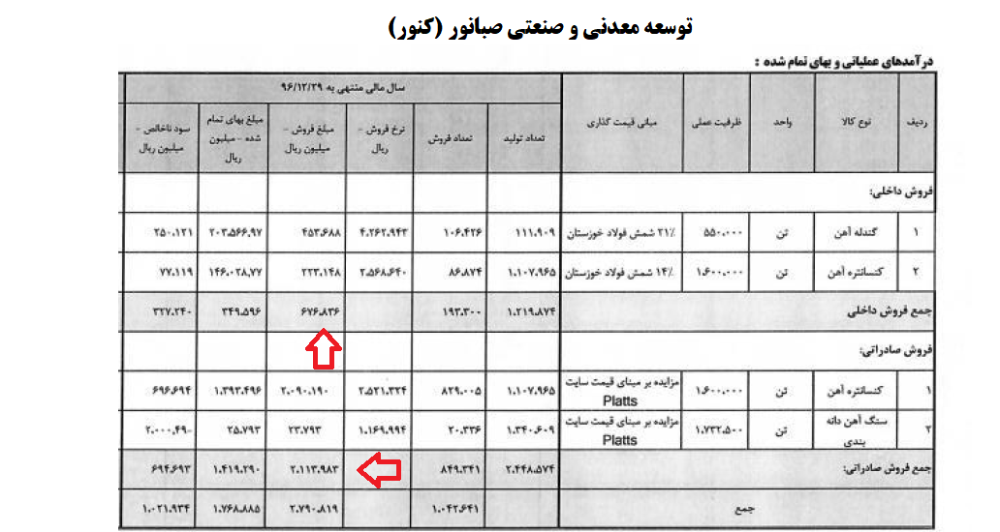 توسعه معدنی و صنعتی صبانور (کنور)
درآمدهای عملیاتی و بهای تمام شده :
ردیف نوع کالا واحد ظرفیت عملی مبانی قیمت گذاری سال مالی منتهی به ۹۶/۱۲/۲۹
تعداد تولید تعداد فروش نرخ فروش – ریال مبلغ فروش – میلیون ریال مبلغ بهای تمام شده – میلیون ریال سود ناخالص – میلیون ریال
فروش داخلی:
۱ گندله آهن تن ۵۵۰،۰۰۰ ۲۱٪ شمش فولاد خوزستان ۱۱۱،۹۰۹ ۱۰۶،۴۲۶ ۴،۲۶۲،۹۴۳ ۴۵۳،۶۸۸ ۲۰۳،۵۶۶،۹۷ ۲۵۰،۱۲۱
۲ کنسانتره آهن تن ۱،۶۰۰،۰۰۰ ۱۴٪ شمش فولاد خوزستان ۱،۱۰۷،۹۶۵ ۸۶،۸۷۴ ۲،۵۶۸،۶۴۰ ۲۲۳،۱۴۸ ۱۴۶،۰۲۸،۷۷ ۷۷،۱۱۹
جمع فروش داخلی ۱،۲۱۹،۸۷۴ ۱۹۳،۳۰۰ ۶۷۶،۸۳۶ ۳۴۹،۵۹۶ ۳۲۷،۲۴۰
فروش صادراتی:
۱ کنسانتره آهن تن ۱،۶۰۰،۰۰۰ مزایده بر مبنای قیمت سایت Platts ۱،۱۰۷،۹۶۵ ۸۲۹،۰۰۵ ۲،۵۲۱،۳۲۴ ۲،۰۹۰،۱۹۰ ۱،۳۹۳،۴۹۶ ۶۹۶،۶۹۴
۲ سنگ آهن دانه بندی تن ۱،۷۳۲،۵۰۰ مزایده بر مبنای قیمت سایت Platts ۱،۳۴۰،۶۰۹ ۲۰،۳۳۶ ۱،۱۶۹،۹۹۴ ۲۳،۷۹۳ ۲۵،۷۹۳ ۲،۰۰۰،۴۹-
جمع فروش صادراتی: ۲،۴۴۸،۵۷۴ ۸۴۹،۳۴۱ ۲،۱۱۳،۹۸۳ ۱،۴۱۹،۲۹۰ ۶۹۴،۶۹۳
جمع ۱،۰۴۲،۶۴۱ ۲،۷۹۰،۸۱۹ ۱،۷۶۸،۸۸۵ ۱،۰۲۱،۹۳۴